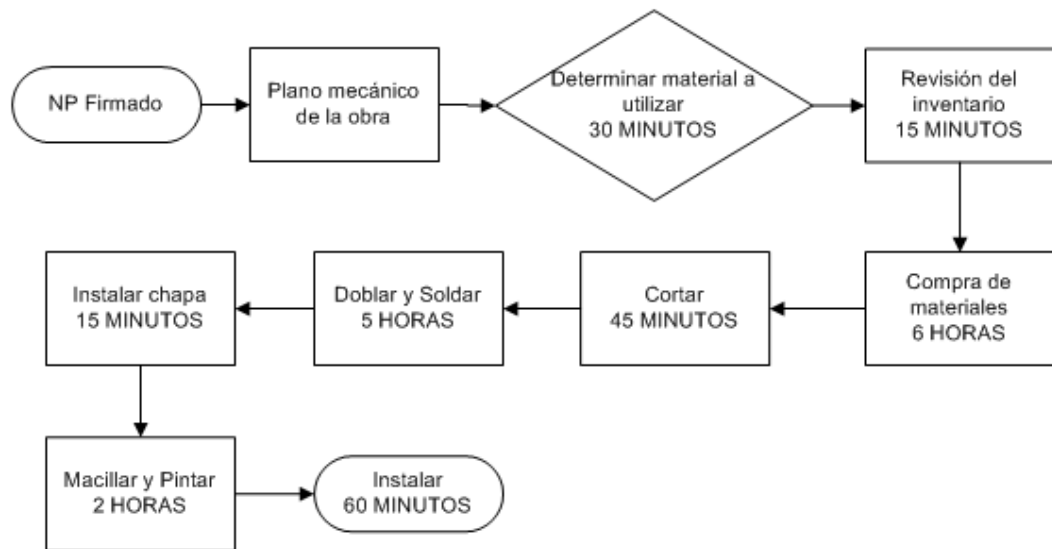 NP Firmado
Plano mecánico
de la obra
Determinar material a
utilizar
30 MINUTOS
Revisión del
inventario
15 MINUTOS
Compra de
materiales
6 HORAS
Cortar
45 MINUTOS
Doblar y Soldar
5 HORAS
Instalar chapa
15 MINUTOS
Macillar y Pintar
2 HORAS
Instalar
60 MINUTOS